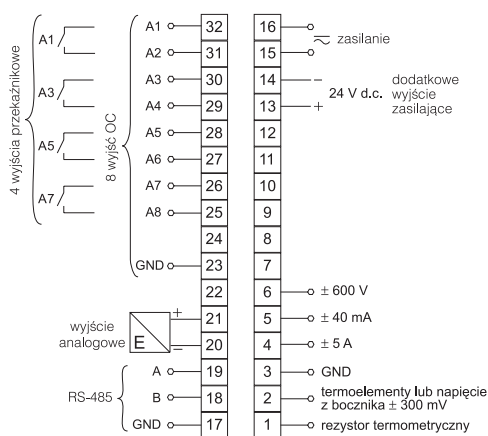 4 wyjścia przekaźnikowe
A1
A3
A5
A7
8 wyjść OC
A1 32
A2 31
A3 30
A4 29
A5 28
A6 27
A7 26
A8 25
24
GND 23
22
wyjście
analogowe
E
+ 21
− 20
RS-485
A 19
B 18
GND 17
16
15
zasilanie
14 −
13 +
24 V d.c.
dodatkowe
wyjście
zasilające
12
11
10
9
8
7
6 ± 600 V
5 ± 40 mA
4 ± 5 A
3 GND
2 termoelementy lub napięcie
z bocznika ± 300 mV
1 rezystor termometryczny